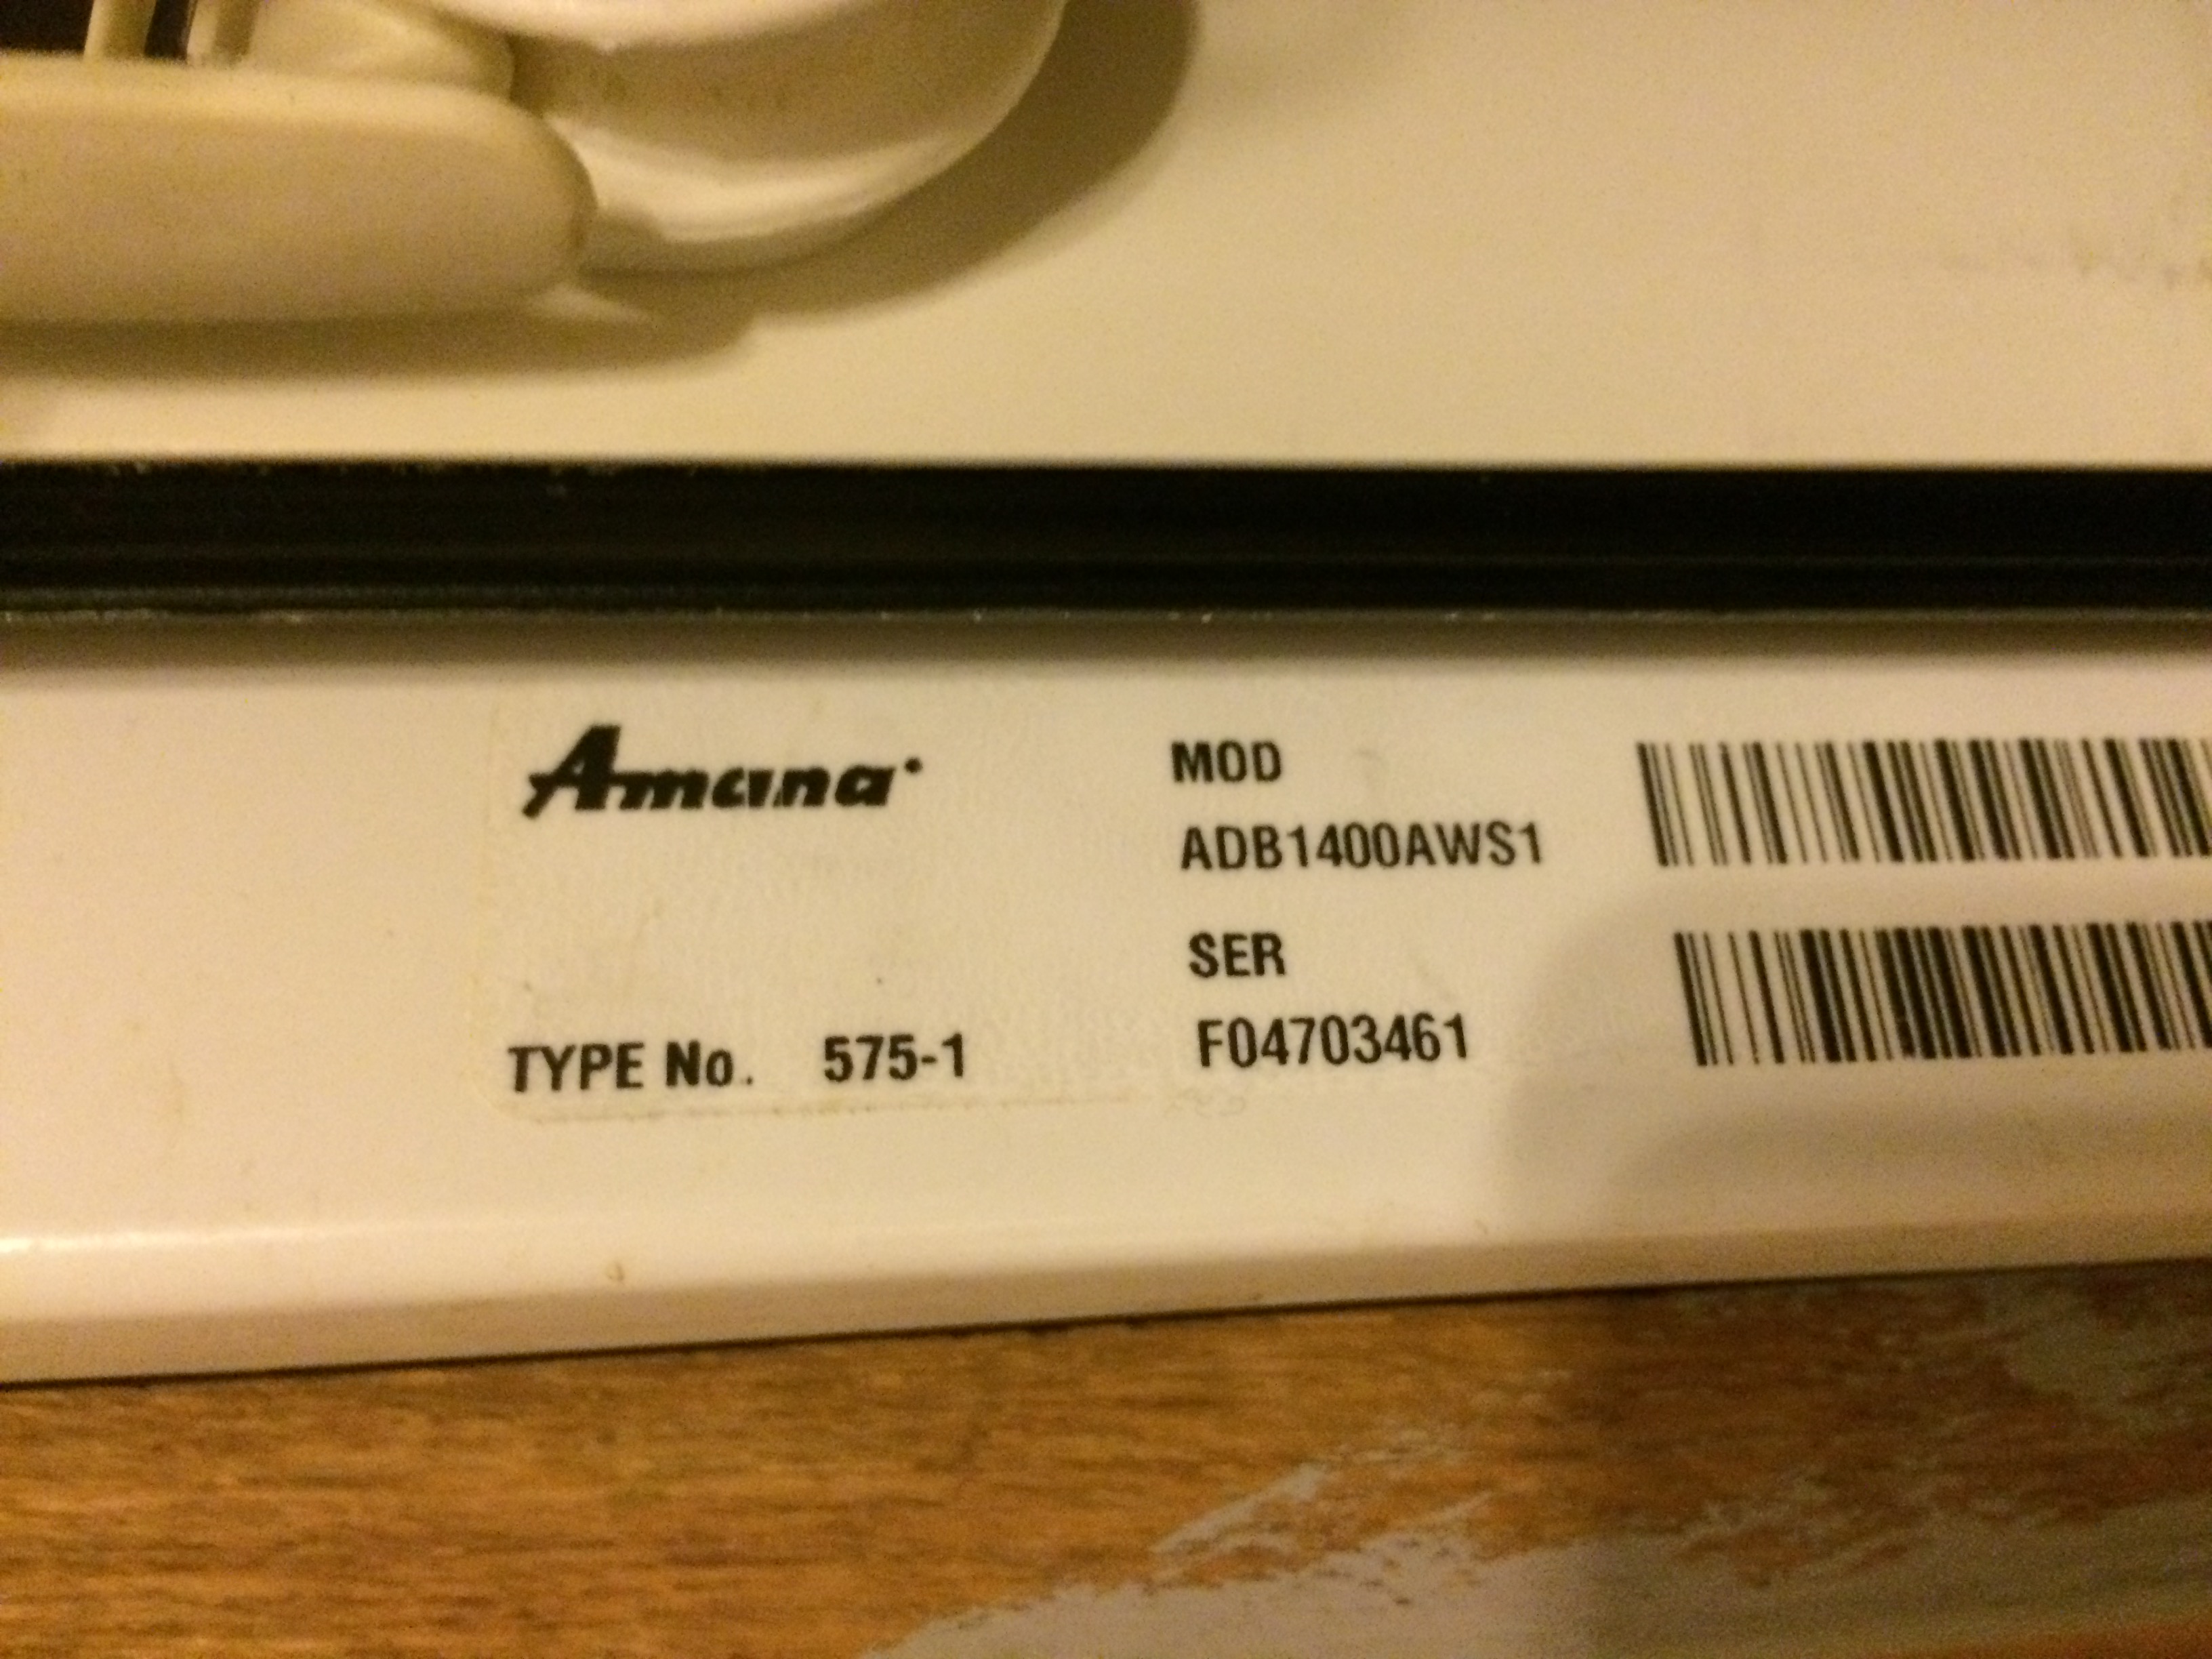 Amana
MOD
ADB1400AWS1
SER
F04703461
TYPE No. 575-1